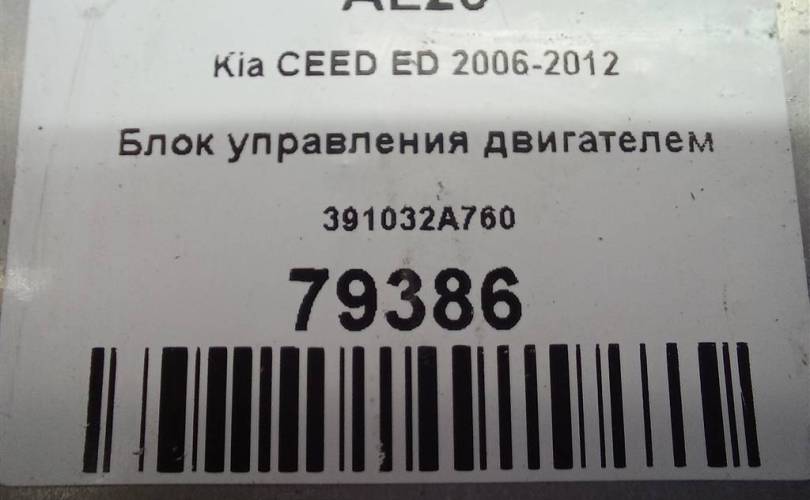 Kia CEED ED 2006-2012
Блок управления двигателем
391032A760
79386